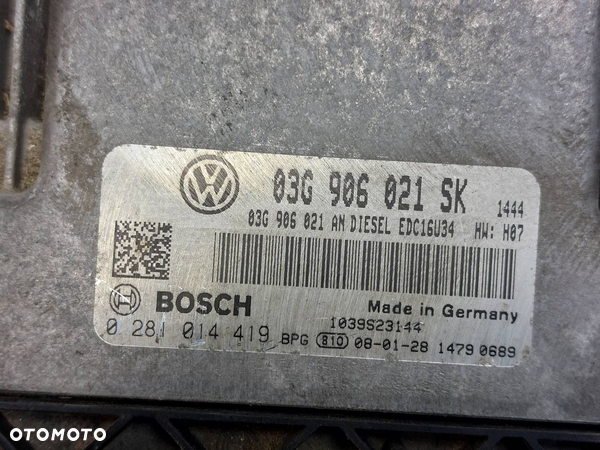 03G 906 021 SK 1444
03G 906 021 AN DIESEL EDC16U34 HW: H07
BOSCH Made in Germany
1039S23144
0 281 014 419 BPG 810 08-01-28 1479 0689
OTOMOTO